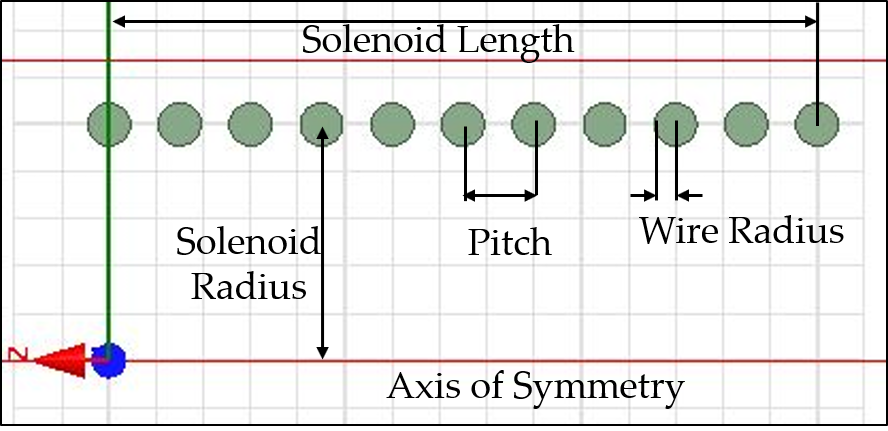 Solenoid Length
Solenoid
Radius
Pitch
Wire Radius
Z
Axis of Symmetry